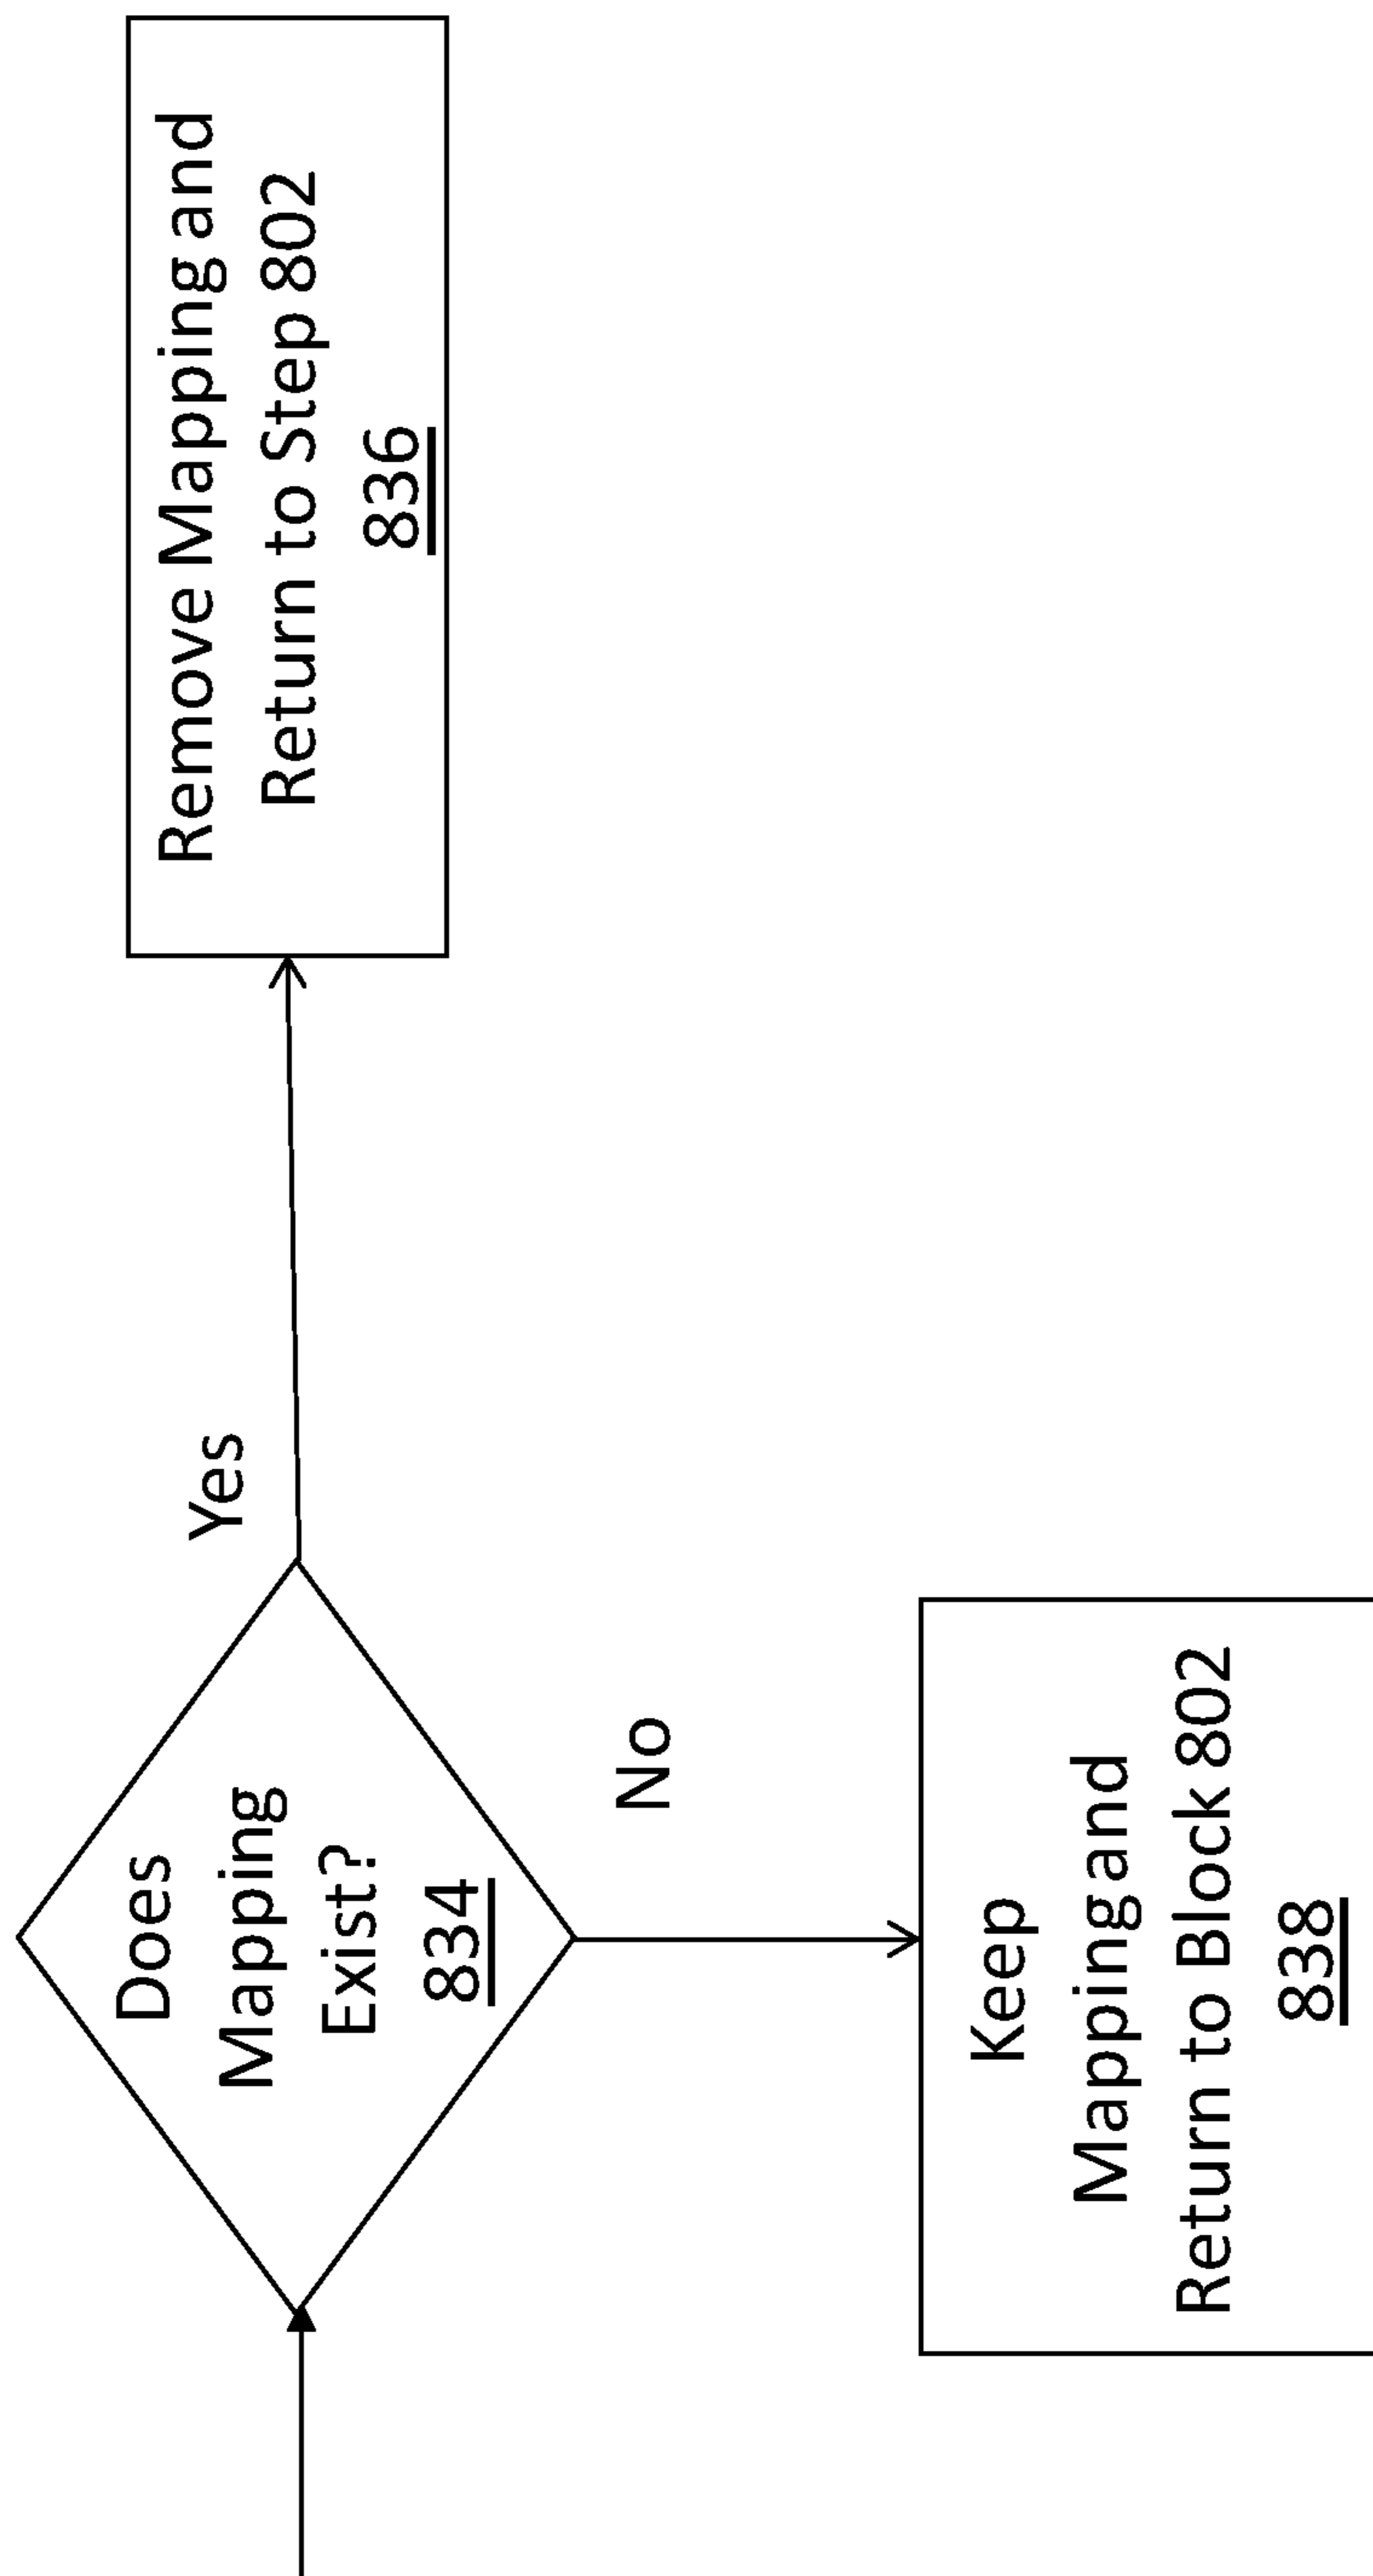 Does
Mapping
Exist?
834
Yes
Remove Mapping and
Return to Step 802
836
No
Keep
Mapping and
Return to Block 802
838